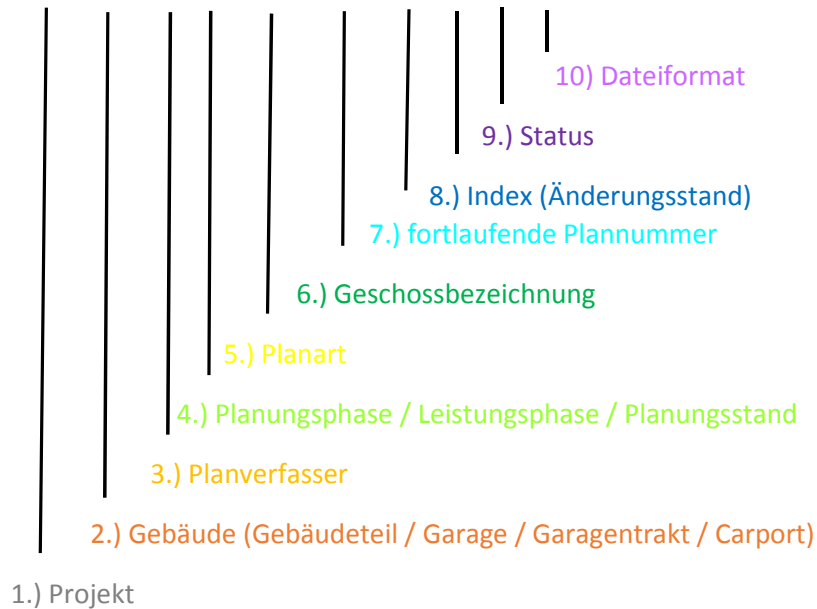 10) Dateiformat
9.) Status
8.) Index (Änderungsstand)
7.) fortlaufende Plannummer
6.) Geschossbezeichnung
5.) Planart
4.) Planungsphase / Leistungsphase / Planungsstand
3.) Planverfasser
2.) Gebäude (Gebäudeteil / Garage / Garagentrakt / Carport)
1.) Projekt